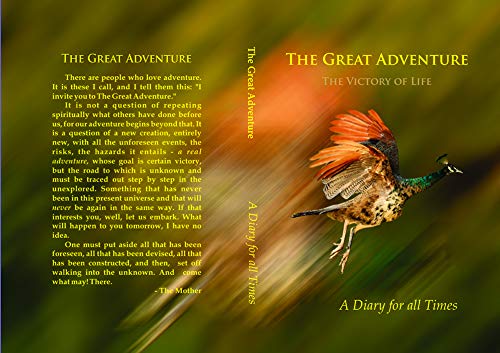 THE GREAT ADVENTURE
There are people who love adventure.
It is these I call, and I tell them this: "I
invite you to The Great Adventure."
It is not a question of repeating
spiritually what others have done before
us, for our adventure begins beyond that. It
is a question of a new creation, entirely
new, with all the unforeseen events, the
risks, the hazards it entails - a real
adventure, whose goal is certain victory,
but the road to which is unknown and
must be traced out step by step in the
unexplored. Something that has never
been in this present universe and that will
never be again in the same way. If that
interests you, well, let us embark. What
will happen to you tomorrow, I have no
idea.
One must put aside all that has been
foreseen, all that has been devised, all that
has been constructed, and then, set off
walking into the unknown. And come
what may! There.
- The Mother
The Great Adventure
A Diary for all Times
THE GREAT ADVENTURE
THE VICTORY OF LIFE
A Diary for all Times